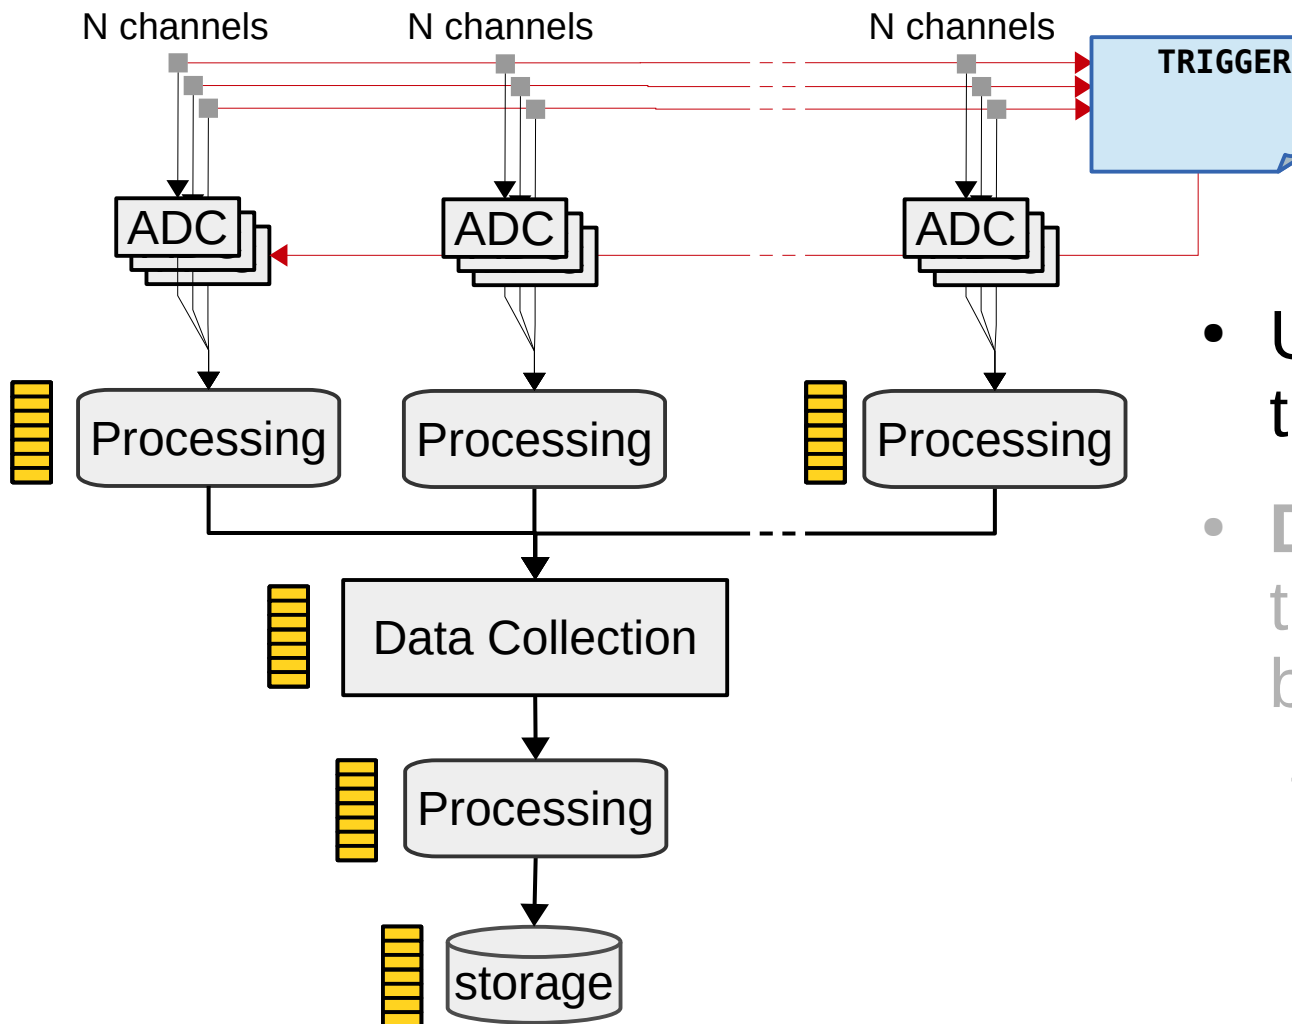 N channels N channels N channels
TRIGGER
ADC ADC ADC
Processing Processing Processing
Data Collection
Processing
storage